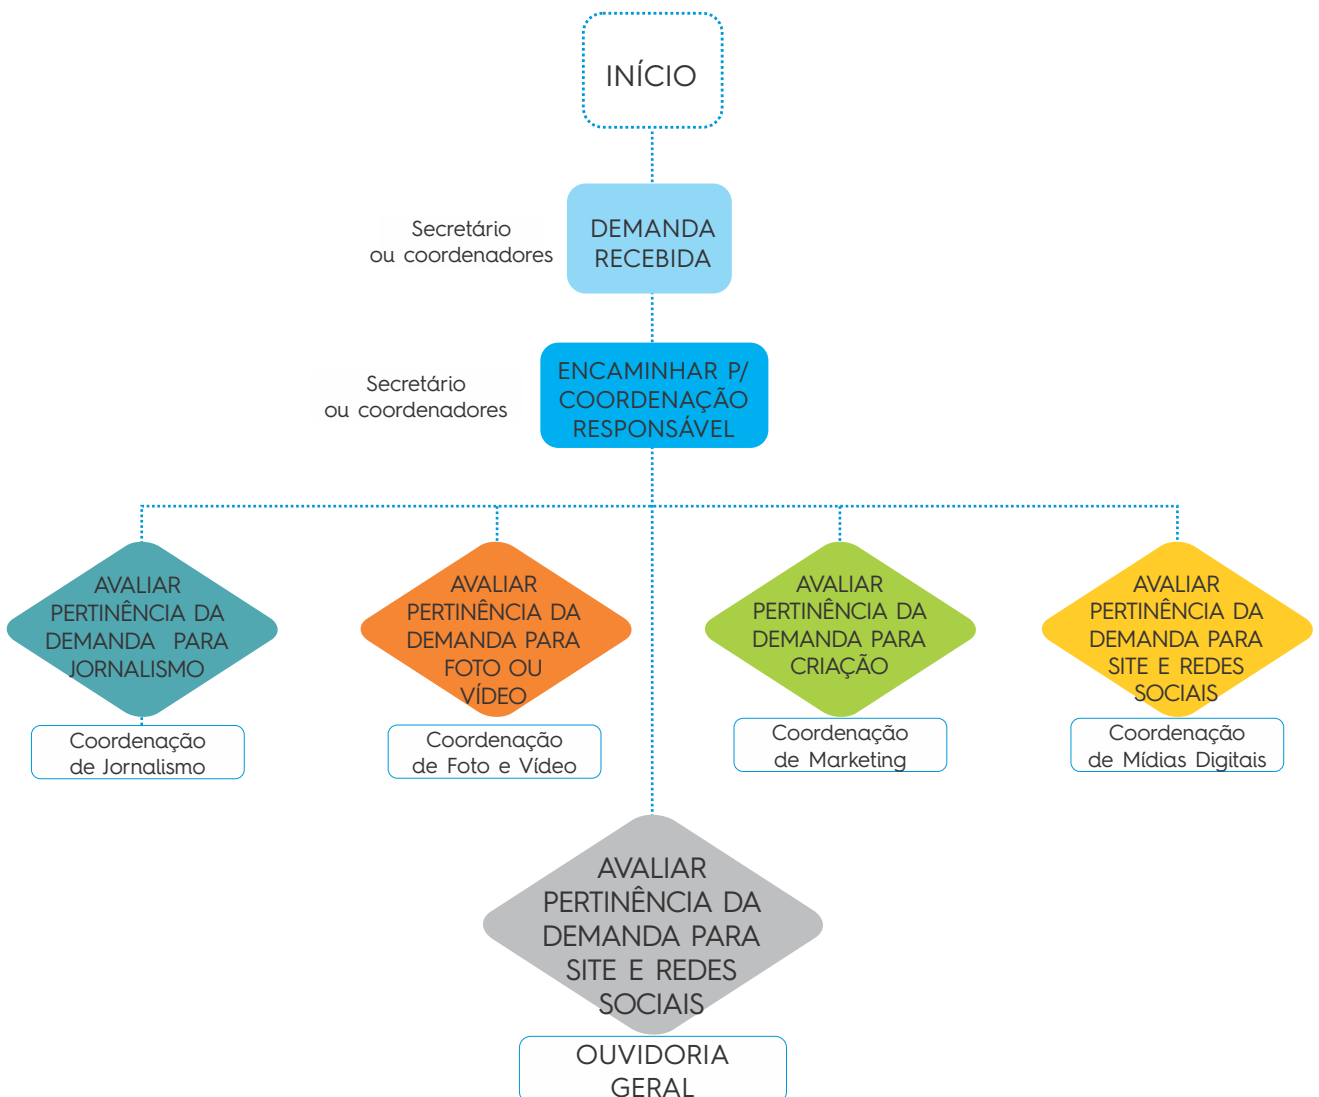 INÍCIO
Secretário
ou coordenadores
DEMANDA
RECEBIDA
Secretário
ou coordenadores
ENCAMINHAR P/
COORDENAÇÃO
RESPONSÁVEL
AVALIAR
PERTINÊNCIA DA
DEMANDA PARA
JORNALISMO
Coordenação
de Jornalismo
AVALIAR
PERTINÊNCIA DA
DEMANDA PARA
FOTO OU
VÍDEO
Coordenação
de Foto e Vídeo
AVALIAR
PERTINÊNCIA DA
DEMANDA PARA
CRIAÇÃO
Coordenação
de Marketing
AVALIAR
PERTINÊNCIA DA
DEMANDA PARA
SITE E REDES
SOCIAIS
Coordenação
de Mídias Digitais
AVALIAR
PERTINÊNCIA DA
DEMANDA PARA
SITE E REDES
SOCIAIS
OUVIDORIA
GERAL